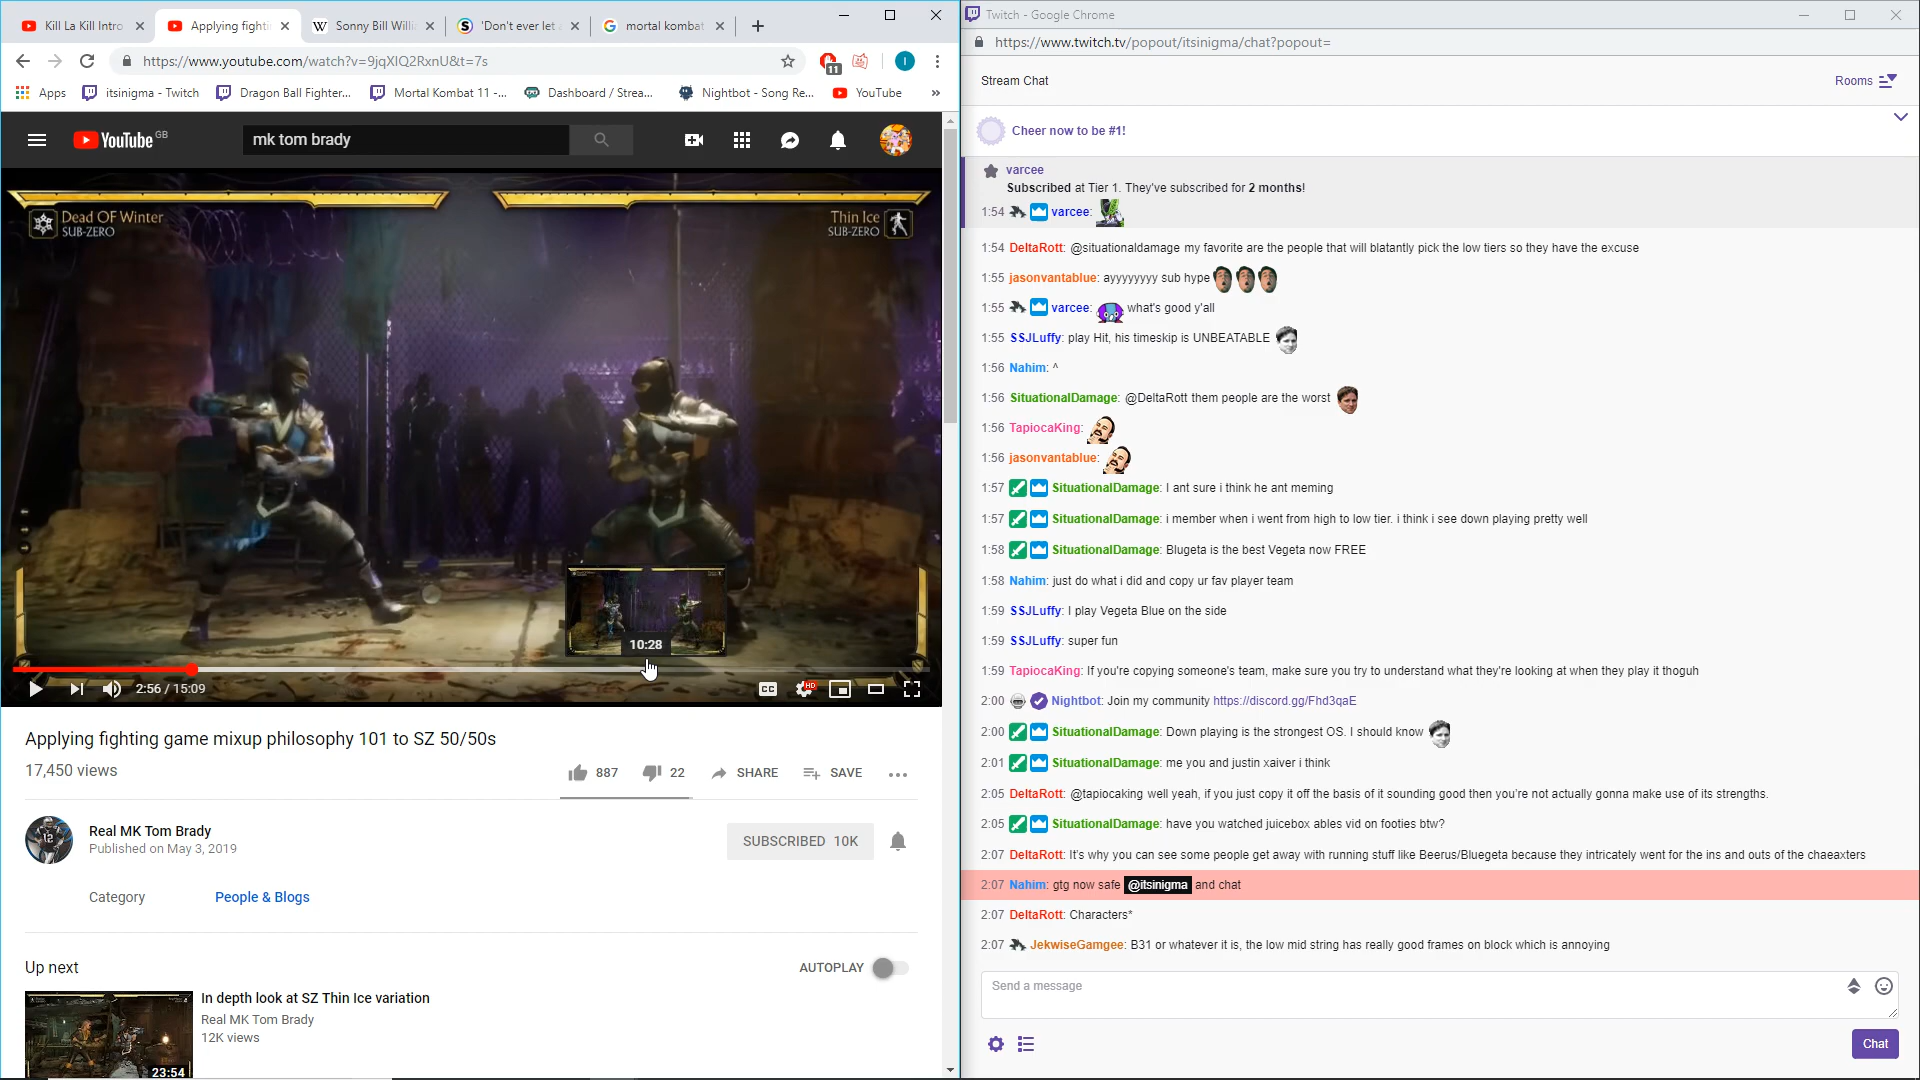 Kill La Kill Intro
Applying fighti
Sonny Bill Willi
'Don't ever let
mortal kombat
https://www.youtube.com/watch?v=9jqXIQ2RxnU&t=7s
11
I
Apps
itsinigma - Twitch
Dragon Ball Fighter...
Mortal Kombat 11 -...
Dashboard / Strea...
Nightbot - Song Re...
YouTube
»
YouTube GB
mk tom brady
Dead OF Winter
SUB-ZERO
Thin Ice
SUB-ZERO
10:28
2:56 / 15:09
CC
HD
Applying fighting game mixup philosophy 101 to SZ 50/50s
17,450 views
887
22
SHARE
SAVE
Real MK Tom Brady
Published on May 3, 2019
SUBSCRIBED 10K
Category
People & Blogs
Up next
AUTOPLAY
In depth look at SZ Thin Ice variation
Real MK Tom Brady
12K views
23:54
Twitch - Google Chrome
https://www.twitch.tv/popout/itsinigma/chat?popout=
Stream Chat
Rooms
Cheer now to be #1!
varcee
Subscribed at Tier 1. They've subscribed for 2 months!
1:54 varcee:
1:54 DeltaRott: @situationaldamage my favorite are the people that will blatantly pick the low tiers so they have the excuse
1:55 jasonvantablue: ayyyyyyyy sub hype
1:55 varcee: what's good y'all
1:55 SSJLuffy: play Hit, his timeskip is UNBEATABLE
1:56 Nahim: ^
1:56 SituationalDamage: @DeltaRott them people are the worst
1:56 TapiocaKing:
1:56 jasonvantablue:
1:57 SituationalDamage: I ant sure i think he ant meming
1:57 SituationalDamage: i member when i went from high to low tier. i think i see down playing pretty well
1:58 SituationalDamage: Blugeta is the best Vegeta now FREE
1:58 Nahim: just do what i did and copy ur fav player team
1:59 SSJLuffy: I play Vegeta Blue on the side
1:59 SSJLuffy: super fun
1:59 TapiocaKing: If you're copying someone's team, make sure you try to understand what they're looking at when they play it thoguh
2:00 Nightbot: Join my community https://discord.gg/Fhd3qaE
2:00 SituationalDamage: Down playing is the strongest OS. I should know
2:01 SituationalDamage: me you and justin xaiver i think
2:05 DeltaRott: @tapiocaking well yeah, if you just copy it off the basis of it sounding good then you're not actually gonna make use of its strengths.
2:05 SituationalDamage: have you watched juicebox ables vid on footies btw?
2:07 DeltaRott: It's why you can see some people get away with running stuff like Beerus/Bluegeta because they intricately went for the ins and outs of the chaeaxters
2:07 Nahim: gtg now safe @itsinigma and chat
2:07 DeltaRott: Characters*
2:07 JekwiseGamgee: B31 or whatever it is, the low mid string has really good frames on block which is annoying
Send a message
Chat